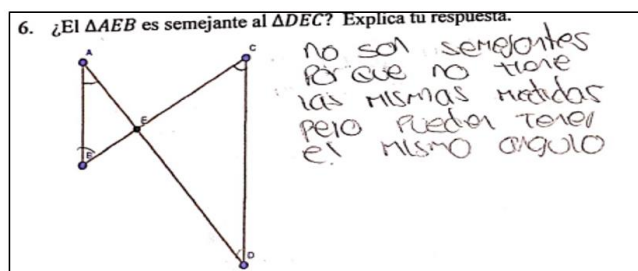 6. ¿El ΔAEB es semejante al ΔDEC? Explica tu respuesta.
no son semejantes
Por que no tiene
las mismas medidas
pero pueden tener
el mismo angulo
A
C
E
B
D